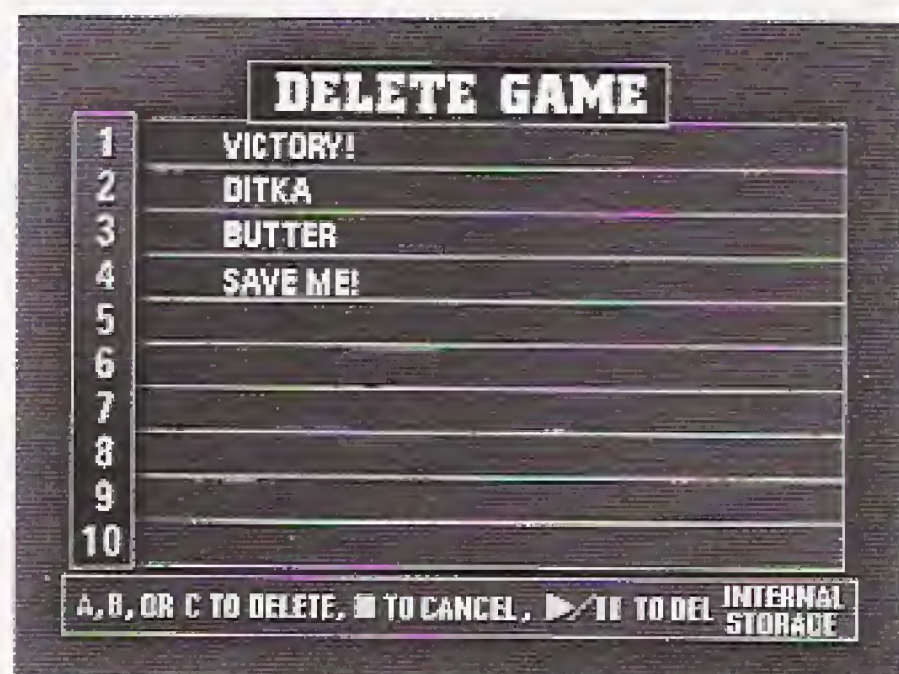 DELETE GAME
1 VICTORY!
2 DITKA
3 BUTTER
4 SAVE ME!
5
6
7
8
9
10
A, B, OR C TO DELETE, ■ TO CANCEL, ▶/II TO DEL INTERNAL STORAGE